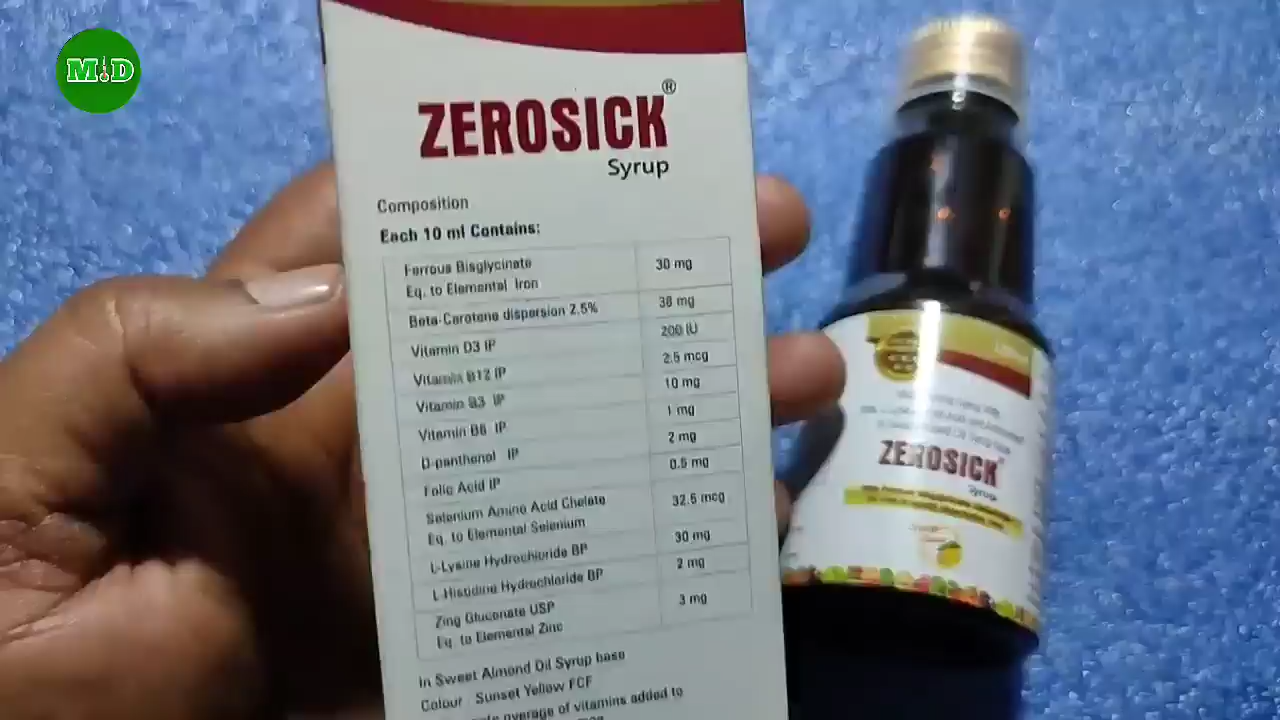 M D
ZEROSICK®
Syrup
Composition
Each 10 ml Contains:
Ferrous Bisglycinate
Eq. to Elemental Iron 30 mg
Beta-Carotene dispersion 2.5% 38 mg
Vitamin D3 IP 200 IU
Vitamin B12 IP 2.5 mcg
Vitamin B3 IP 10 mg
Vitamin B6 IP 1 mg
D-panthenol IP 2 mg
Folic Acid IP 0.5 mg
Selenium Amino Acid Chelate
Eq. to Elemental Selenium 32.5 mcg
L-Lysine Hydrochloride BP 30 mg
L-Histidine Hydrochloride BP 2 mg
Zing Gluconate USP
Eq. to Elemental Zinc 3 mg
In Sweet Almond Oil Syrup base
Colour : Sunset Yellow FCF
overage of vitamins added to
ZEROSICK
Syrup